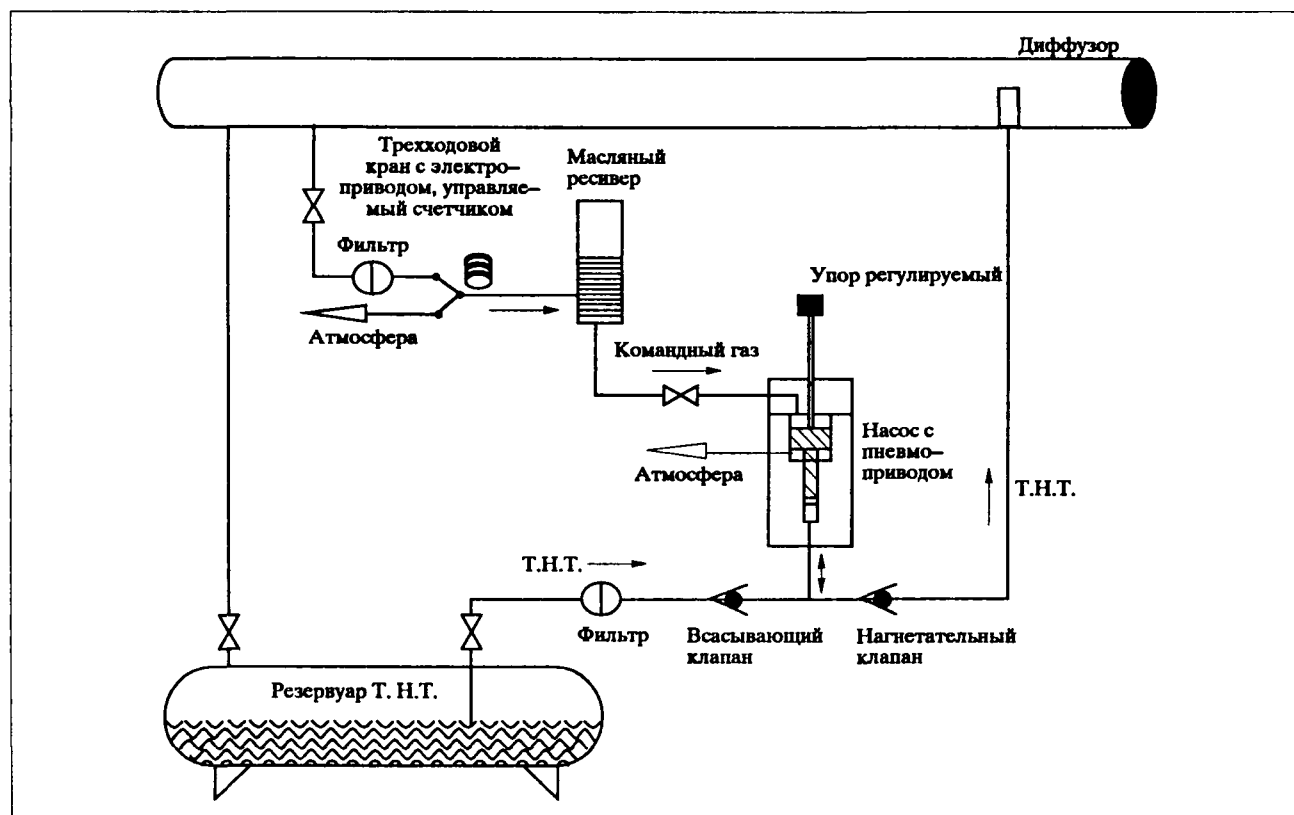 Диффузор
Трехходовой
кран с электро–
приводом, управляе–
мый счетчиком
Масляный
ресивер
Фильтр
Упор регулируемый
Атмосфера
Командный газ
Насос с
пневмо–
приводом
Атмосфера
Т.Н.Т.
Т.Н.Т.
Фильтр
Всасывающий
клапан
Нагнетательный
клапан
Резервуар Т. Н.Т.